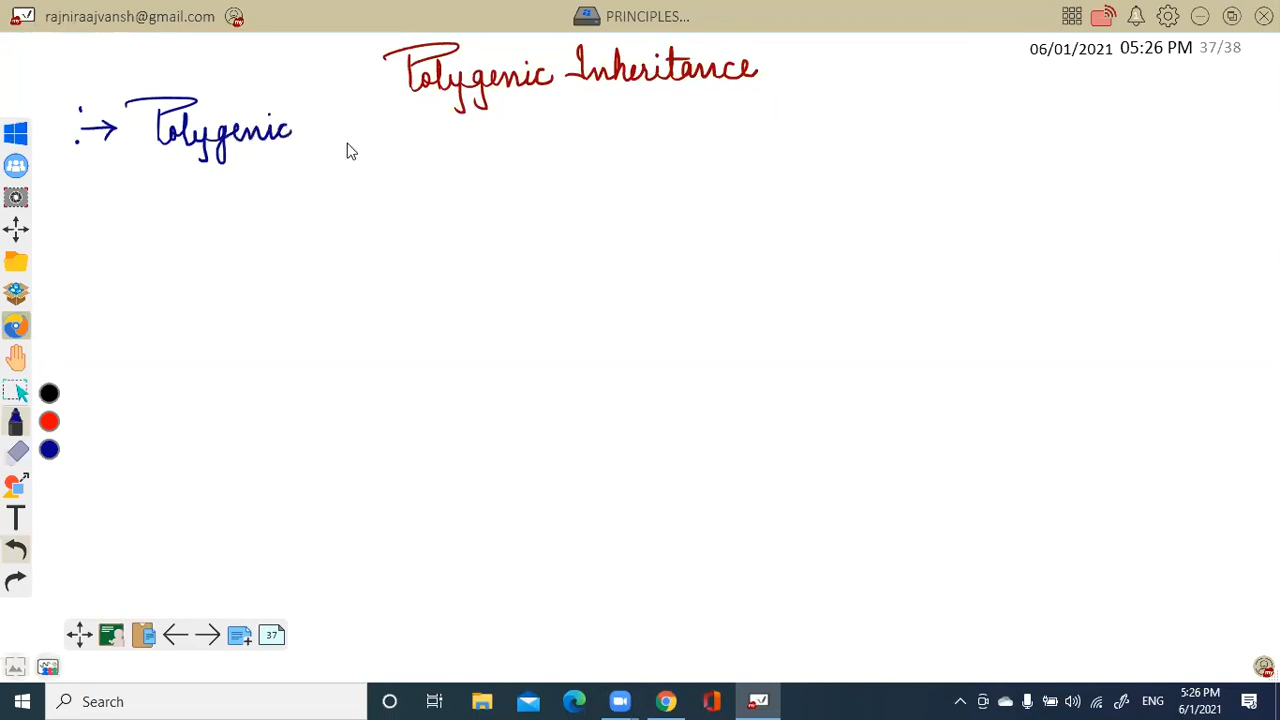 rajniraajvansh@gmail.com
PRINCIPLES...
06/01/2021 05:26 PM 37/38
Polygenic Inheritance
:→ Polygenic
T
37
Search
ENG
5:26 PM
6/1/2021